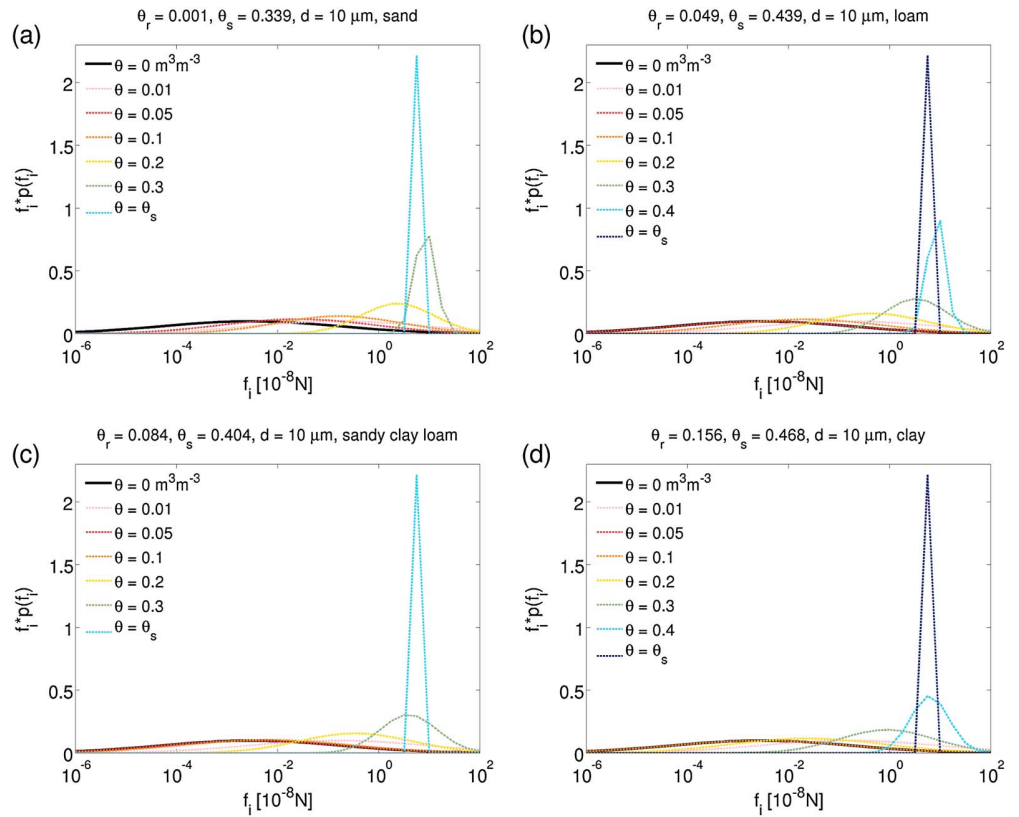 θr = 0.001, θs = 0.339, d = 10 μm, sand
(a)
fi*p(fi)
2
1.5
1
0.5
0
θ = 0 m³m⁻³
θ = 0.01
θ = 0.05
θ = 0.1
θ = 0.2
θ = 0.3
θ = θs
10⁻⁶ 10⁻⁴ 10⁻² 10⁰ 10²
fi [10⁻⁸N]
θr = 0.049, θs = 0.439, d = 10 μm, loam
(b)
fi*p(fi)
2
1.5
1
0.5
0
θ = 0 m³m⁻³
θ = 0.01
θ = 0.05
θ = 0.1
θ = 0.2
θ = 0.3
θ = 0.4
θ = θs
10⁻⁶ 10⁻⁴ 10⁻² 10⁰ 10²
fi [10⁻⁸N]
θr = 0.084, θs = 0.404, d = 10 μm, sandy clay loam
(c)
fi*p(fi)
2
1.5
1
0.5
0
θ = 0 m³m⁻³
θ = 0.01
θ = 0.05
θ = 0.1
θ = 0.2
θ = 0.3
θ = θs
10⁻⁶ 10⁻⁴ 10⁻² 10⁰ 10²
fi [10⁻⁸N]
θr = 0.156, θs = 0.468, d = 10 μm, clay
(d)
fi*p(fi)
2
1.5
1
0.5
0
θ = 0 m³m⁻³
θ = 0.01
θ = 0.05
θ = 0.1
θ = 0.2
θ = 0.3
θ = 0.4
θ = θs
10⁻⁶ 10⁻⁴ 10⁻² 10⁰ 10²
fi [10⁻⁸N]